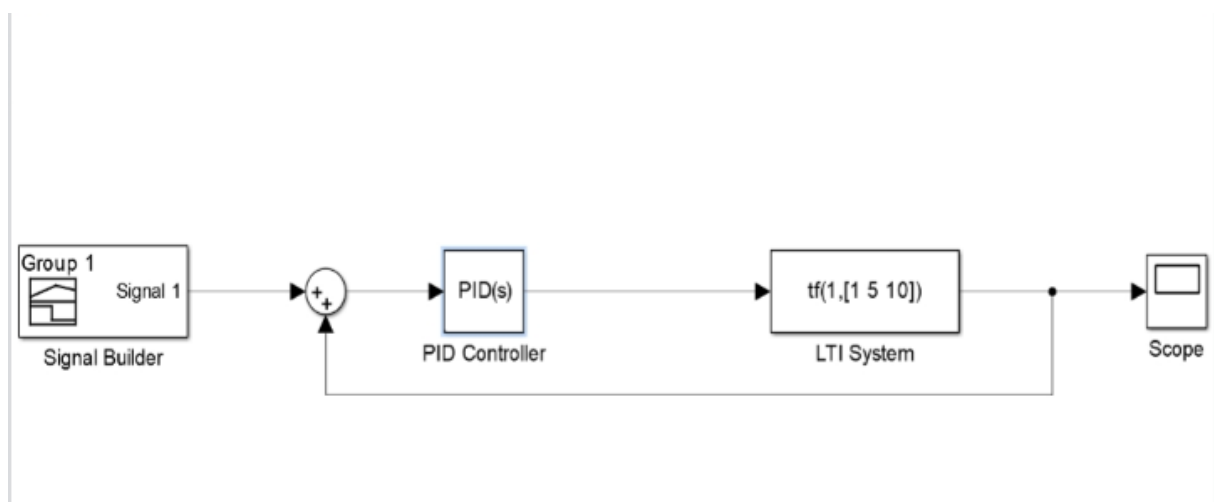 Group 1
Signal 1
Signal Builder
+
+
PID(s)
PID Controller
tf(1,[1 5 10])
LTI System
Scope